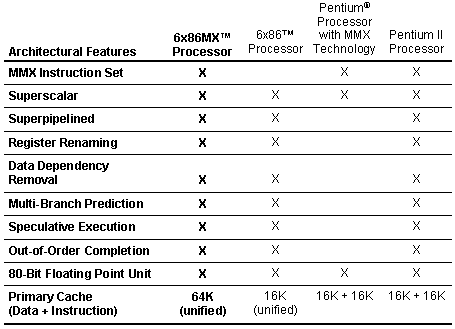 Architectural Features 6x86MX™ Processor 6x86™ Processor Pentium® Processor with MMX Technology Pentium II Processor
MMX Instruction Set X X X
Superscalar X X X X
Superpipelined X X X
Register Renaming X X X
Data Dependency
Removal X X X
Multi-Branch Prediction X X X
Speculative Execution X X X
Out-of-Order Completion X X X
80-Bit Floating Point Unit X X X X
Primary Cache 64K 16K 16K + 16K 16K + 16K
(Data + Instruction) (unified) (unified)